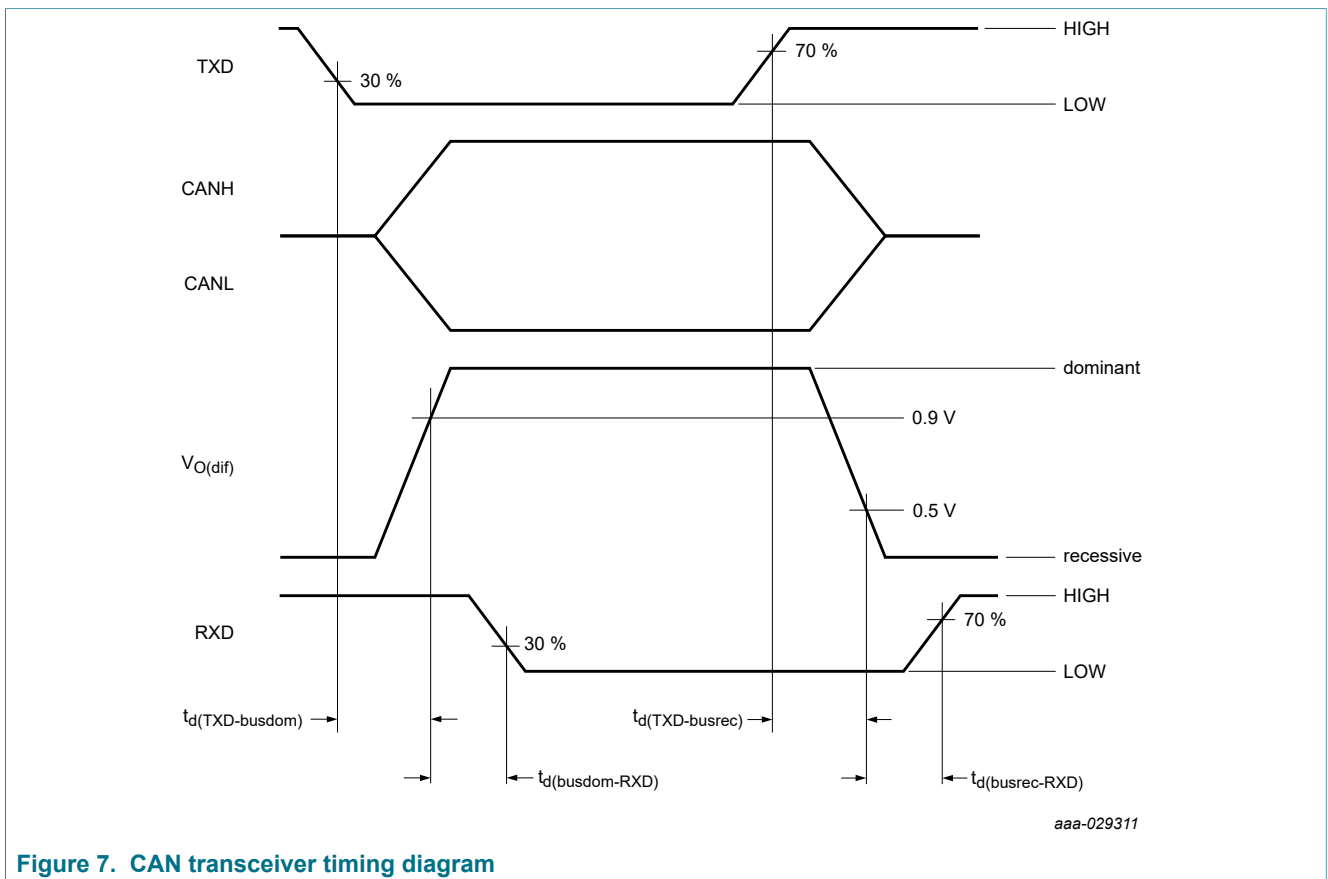 HIGH
TXD
30 %
70 %
LOW
CANH
CANL
dominant
0.9 V
VO(dif)
0.5 V
recessive
HIGH
RXD
30 %
70 %
LOW
td(TXD-busdom)
td(TXD-busrec)
td(busdom-RXD)
td(busrec-RXD)
aaa-029311
Figure 7. CAN transceiver timing diagram